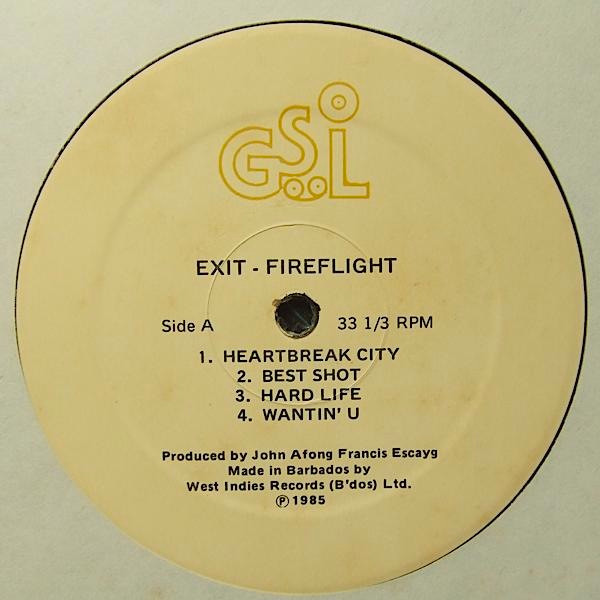 GSL
EXIT - FIREFLIGHT
Side A 33 1/3 RPM
1. HEARTBREAK CITY
2. BEST SHOT
3. HARD LIFE
4. WANTIN' U
Produced by John Afong Francis Escayg
Made in Barbados by
West Indies Records (B'dos) Ltd.
℗ 1985